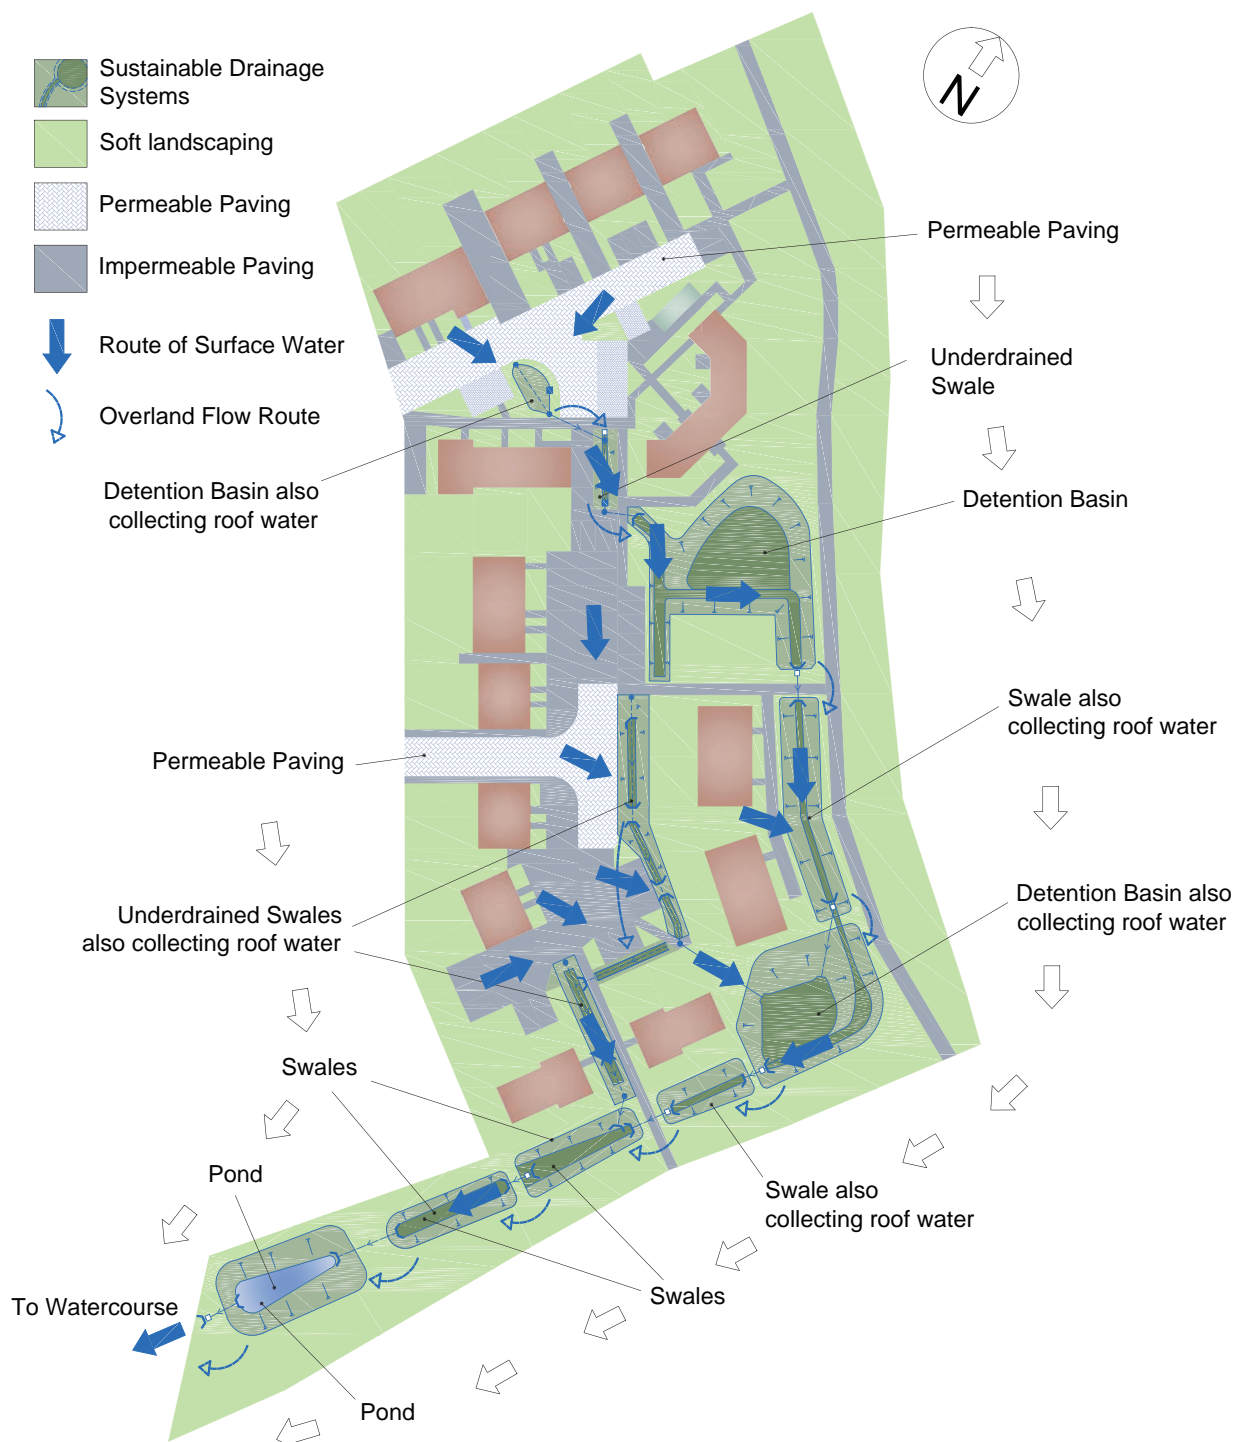 Sustainable Drainage
Systems
Soft landscaping
Permeable Paving
Impermeable Paving
Route of Surface Water
Overland Flow Route
N
Permeable Paving
Underdrained
Swale
Detention Basin also
collecting roof water
Detention Basin
Swale also
collecting roof water
Permeable Paving
Detention Basin also
collecting roof water
Underdrained Swales
also collecting roof water
Swales
Pond
Swale also
collecting roof water
To Watercourse
Swales
Pond